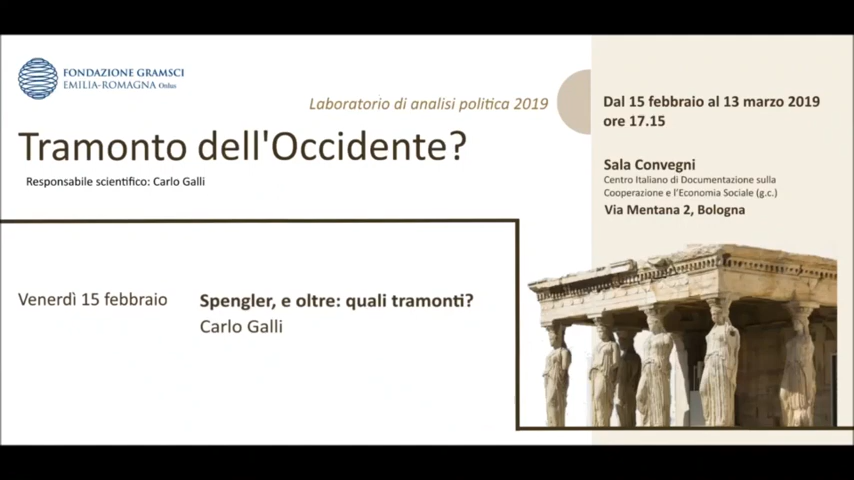 FONDAZIONE GRAMSCI
EMILIA-ROMAGNA Onlus
Laboratorio di analisi politica 2019
Tramonto dell'Occidente?
Responsabile scientifico: Carlo Galli
Dal 15 febbraio al 13 marzo 2019
ore 17.15
Sala Convegni
Centro Italiano di Documentazione sulla
Cooperazione e l'Economia Sociale (g.c.)
Via Mentana 2, Bologna
Venerdì 15 febbraio
Spengler, e oltre: quali tramonti?
Carlo Galli